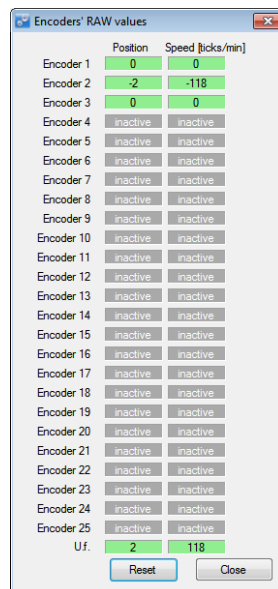 Encoders' RAW values
Position Speed [ticks/min]
Encoder 1 0 0
Encoder 2 -2 -118
Encoder 3 0 0
Encoder 4 inactive inactive
Encoder 5 inactive inactive
Encoder 6 inactive inactive
Encoder 7 inactive inactive
Encoder 8 inactive inactive
Encoder 9 inactive inactive
Encoder 10 inactive inactive
Encoder 11 inactive inactive
Encoder 12 inactive inactive
Encoder 13 inactive inactive
Encoder 14 inactive inactive
Encoder 15 inactive inactive
Encoder 16 inactive inactive
Encoder 17 inactive inactive
Encoder 18 inactive inactive
Encoder 19 inactive inactive
Encoder 20 inactive inactive
Encoder 21 inactive inactive
Encoder 22 inactive inactive
Encoder 23 inactive inactive
Encoder 24 inactive inactive
Encoder 25 inactive inactive
U.f. 2 118
Reset Close